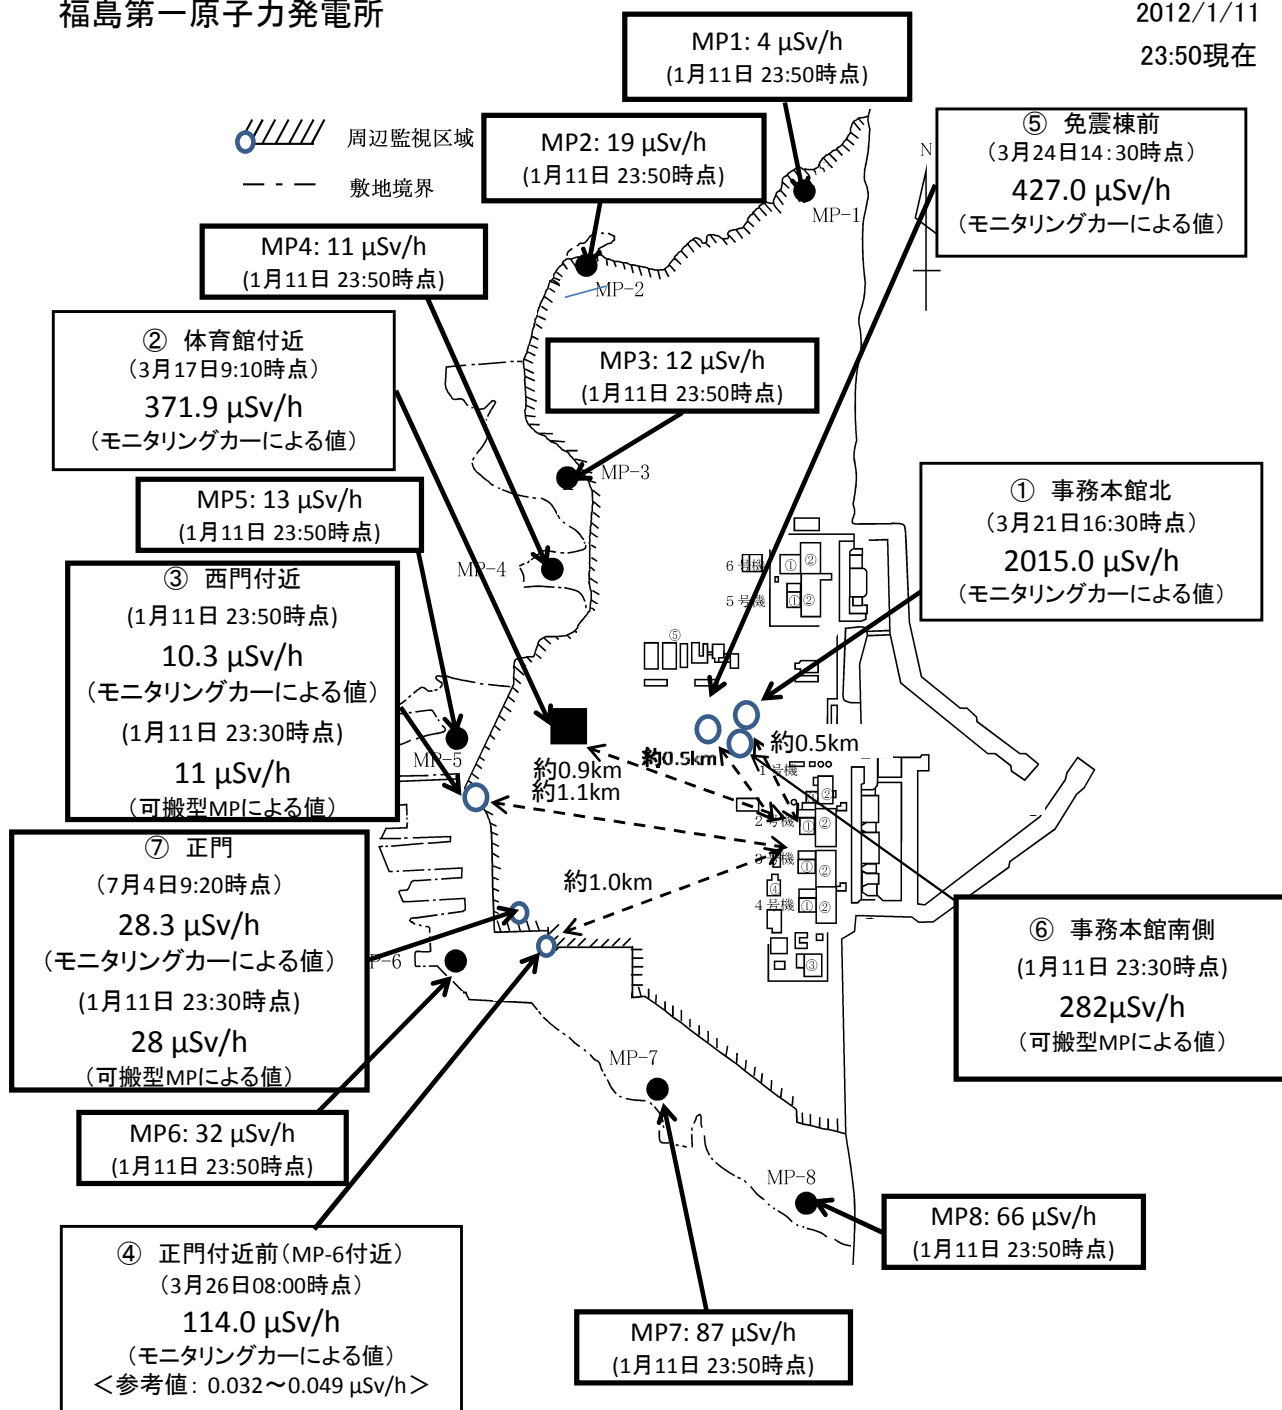 福島第一原子力発電所
2012/1/11
23:50現在
MP1: 4 μSv/h
(1月11日 23:50時点)
周辺監視区域
敷地境界
MP2: 19 μSv/h
(1月11日 23:50時点)
⑤ 免震棟前
(3月24日14:30時点)
427.0 μSv/h
(モニタリングカーによる値)
N
MP-1
MP4: 11 μSv/h
(1月11日 23:50時点)
MP-2
② 体育館付近
(3月17日9:10時点)
371.9 μSv/h
(モニタリングカーによる値)
MP3: 12 μSv/h
(1月11日 23:50時点)
MP-3
MP5: 13 μSv/h
(1月11日 23:50時点)
① 事務本館北
(3月21日16:30時点)
2015.0 μSv/h
(モニタリングカーによる値)
MP-4
6号機
①
②
5号機
①
②
③ 西門付近
(1月11日 23:50時点)
10.3 μSv/h
(モニタリングカーによる値)
(1月11日 23:30時点)
11 μSv/h
(可搬型MPによる値)
⑤
MP-5
約0.9km
約1.1km
約0.5km
約0.5km
1号機
②
2号機
①
②
3号機
①
②
④
4号機
①
②
③
約1.0km
⑦ 正門
(7月4日9:20時点)
28.3 μSv/h
(モニタリングカーによる値)
(1月11日 23:30時点)
28 μSv/h
(可搬型MPによる値)
P-6
⑥ 事務本館南側
(1月11日 23:30時点)
282μSv/h
(可搬型MPによる値)
MP-7
MP6: 32 μSv/h
(1月11日 23:50時点)
MP-8
MP8: 66 μSv/h
(1月11日 23:50時点)
④ 正門付近前(MP-6付近)
(3月26日08:00時点)
114.0 μSv/h
(モニタリングカーによる値)
<参考値: 0.032~0.049 μSv/h>
MP7: 87 μSv/h
(1月11日 23:50時点)